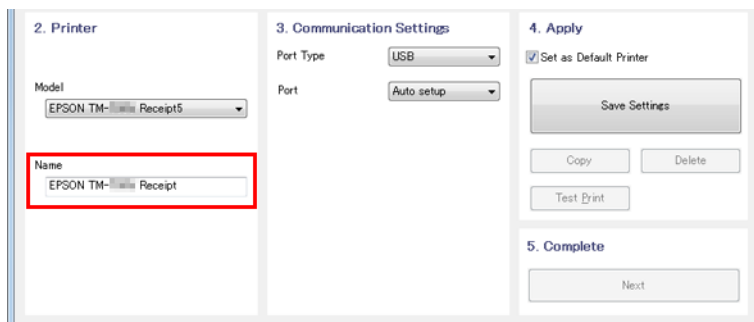 2. Printer
Model
EPSON TM- Receipt5
Name
EPSON TM- Receipt
3. Communication Settings
Port Type
USB
Port
Auto setup
4. Apply
Set as Default Printer
Save Settings
Copy
Delete
Test Print
5. Complete
Next